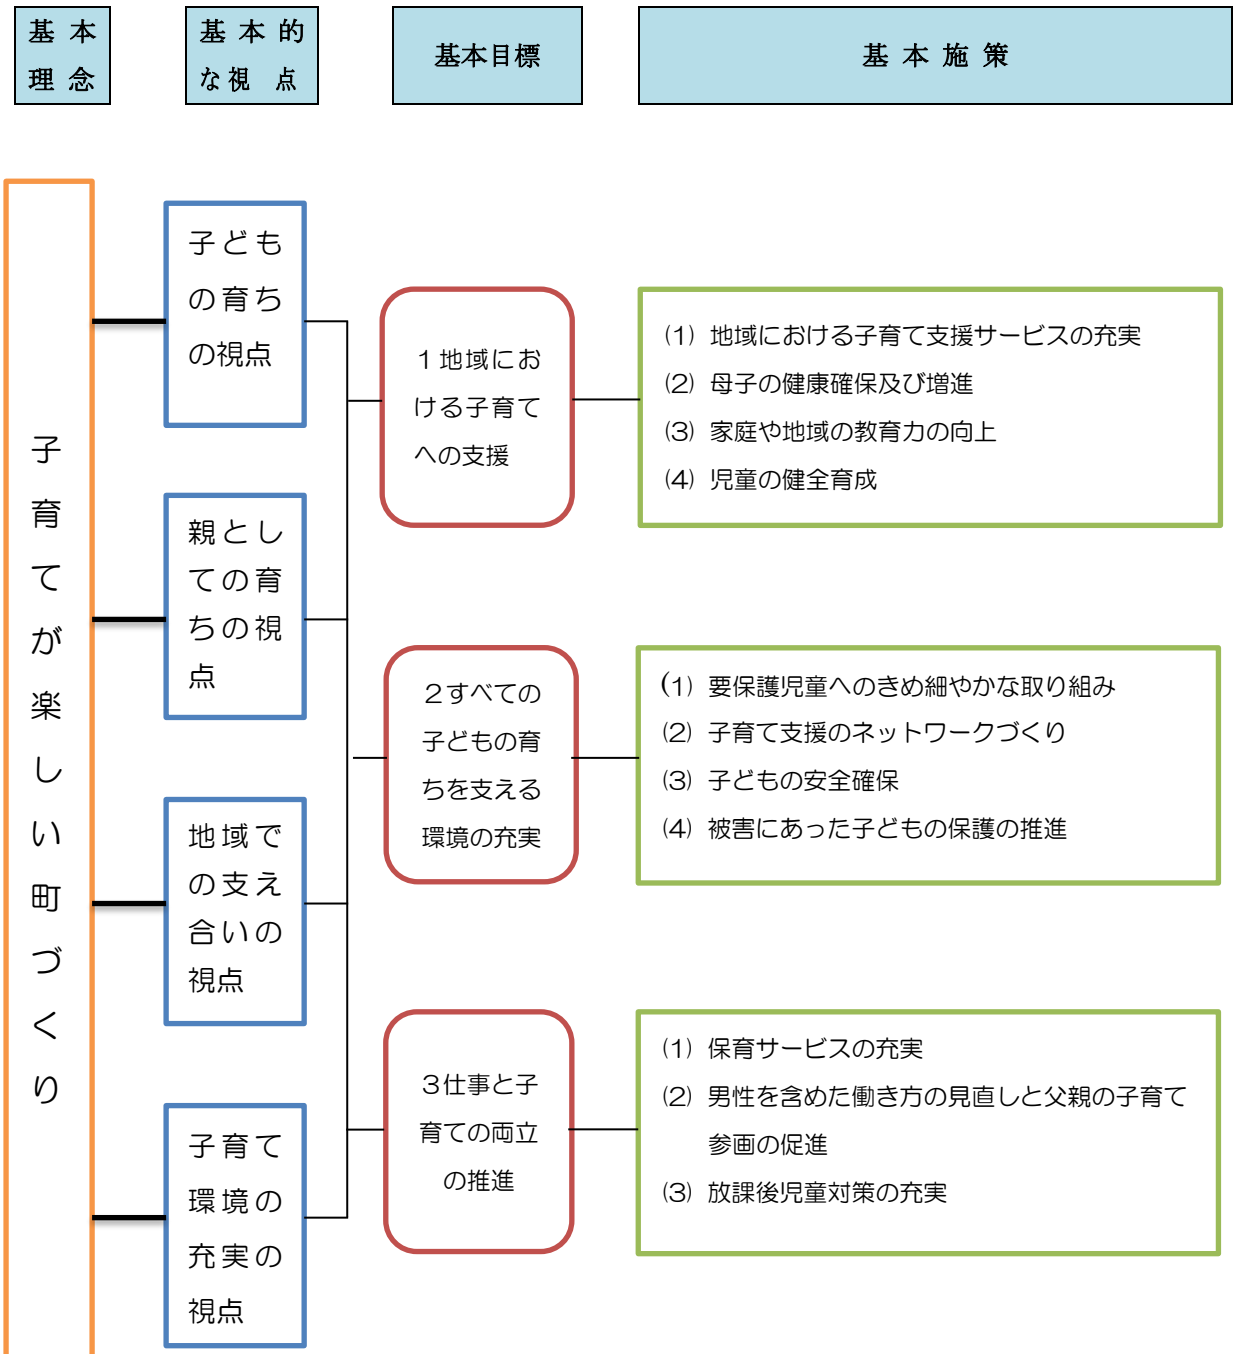 基本
理念
基本的
な視点
基本目標
基本施策
子育てが楽しい町づくり
子ども
の育ち
の視点
親とし
ての育
ちの視
点
地域で
の支え
合いの
視点
子育て
環境の
充実の
視点
1地域にお
ける子育て
への支援
2すべての
子どもの育
ちを支える
環境の充実
3仕事と子
育ての両立
の推進
(1) 地域における子育て支援サービスの充実
(2) 母子の健康確保及び増進
(3) 家庭や地域の教育力の向上
(4) 児童の健全育成
(1) 要保護児童へのきめ細やかな取り組み
(2) 子育て支援のネットワークづくり
(3) 子どもの安全確保
(4) 被害にあった子どもの保護の推進
(1) 保育サービスの充実
(2) 男性を含めた働き方の見直しと父親の子育て
参画の促進
(3) 放課後児童対策の充実